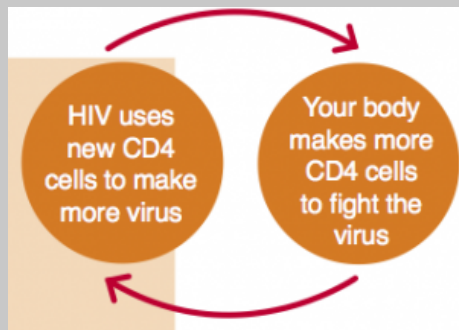 HIV uses
new CD4
cells to make
more virus
Your body
makes more
CD4 cells
to fight the
virus